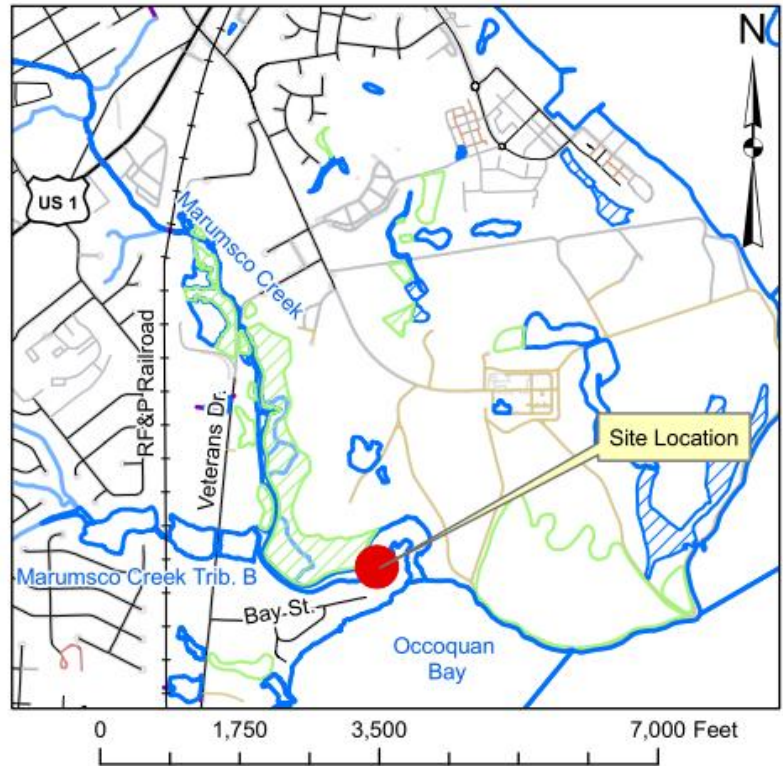 N
US 1
Marumsco Creek
RF&P Railroad
Veterans Dr.
Site Location
Marumsco Creek Trib. B
Bay St.
Occoquan
Bay
0 1,750 3,500 7,000 Feet